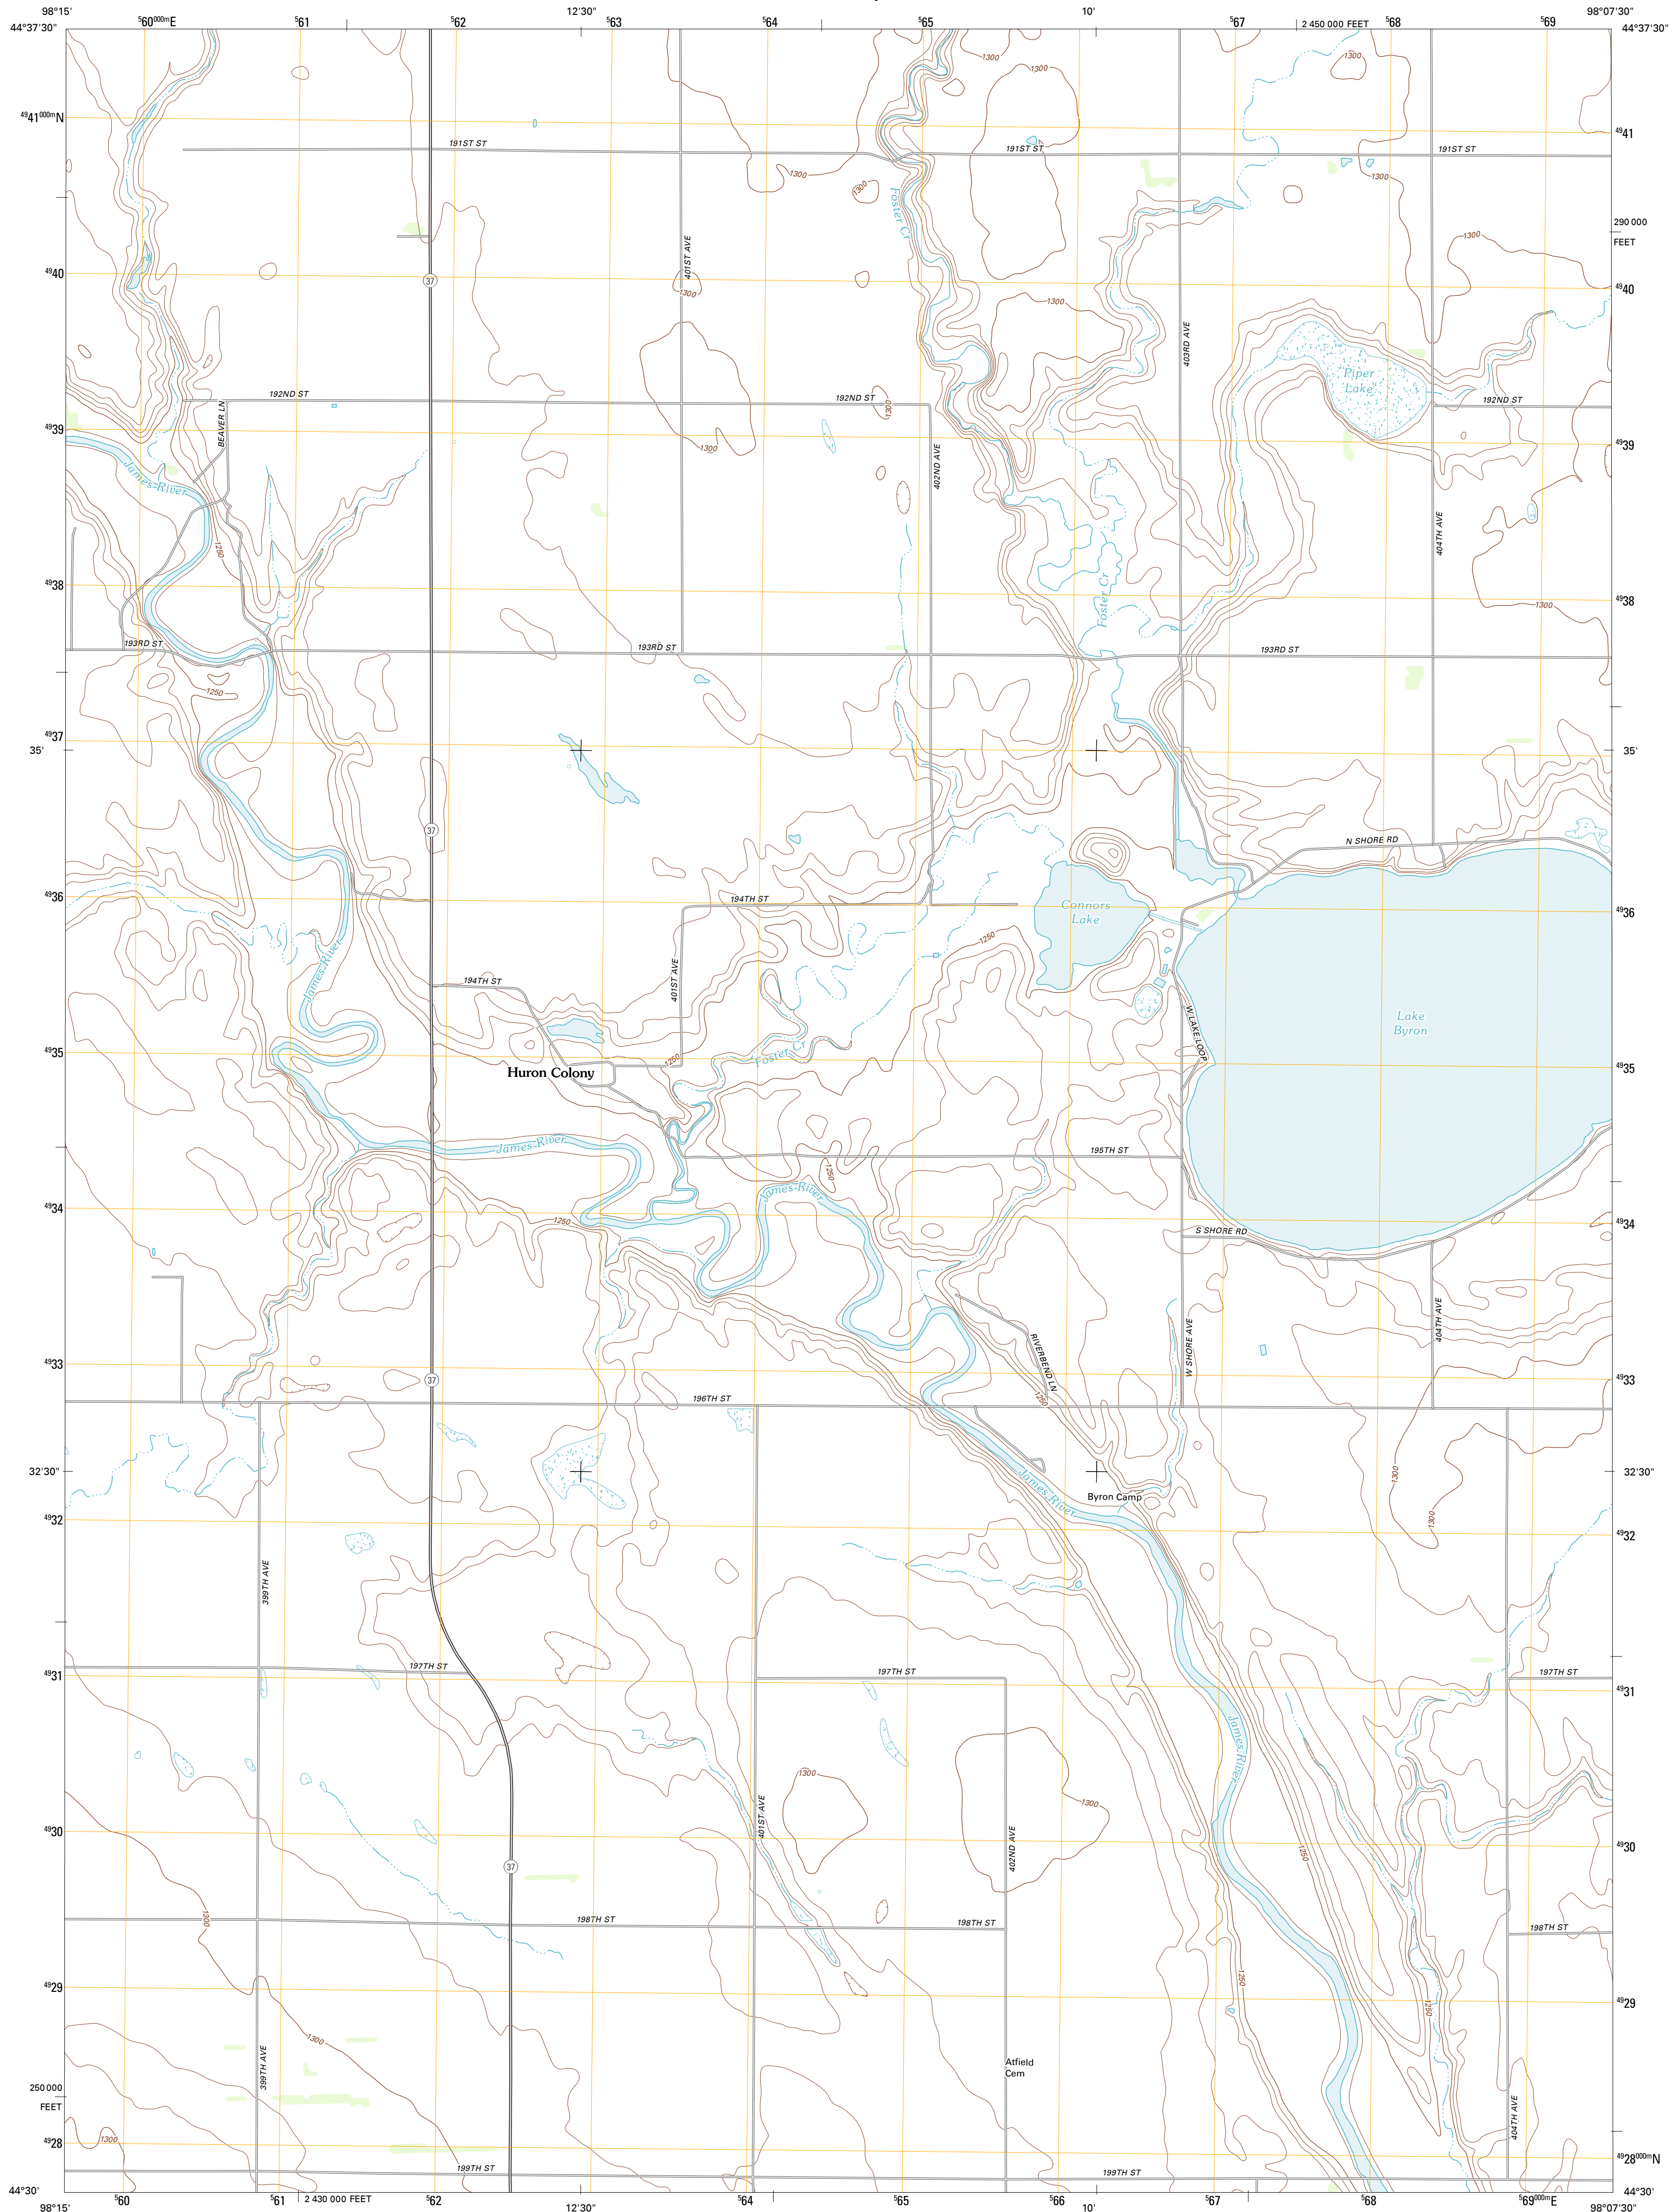 98°15' ⁵60⁰⁰⁰ᵐE ⁵61 ⁵62 12'30" ⁵63 ⁵64 ⁵65 10' ⁵67 2 450 000 FEET ⁵68 ⁵69 98°07'30"
44°37'30" 44°37'30"
1300 1300 1300
⁴⁹41⁰⁰⁰ᵐN ⁴⁹41
191ST ST 191ST ST 191ST ST
1300 1300 1300
Foster Cr
290 000
FEET
1300
401ST AVE
⁴⁹40 37 ⁴⁹40
1300 1300
403RD AVE
Piper
Lake
BEAVER LN 192ND ST 192ND ST 1300 192ND ST
⁴⁹39 ⁴⁹39
1300
402ND AVE
James River
404TH AVE
1250
⁴⁹38 Foster Cr ⁴⁹38
1300
193RD ST 193RD ST 193RD ST
1250
⁴⁹37
35' 35'
37
N SHORE RD
⁴⁹36 194TH ST Connors
Lake ⁴⁹36
1250
James River
194TH ST 401ST AVE
W LAKE LOOP
Lake
Byron
⁴⁹35 Foster Cr ⁴⁹35
1250
Huron Colony
James River
195TH ST
1250
James River
⁴⁹34 1250 ⁴⁹34
S SHORE RD
RIVERBEND LN W SHORE AVE 404TH AVE
⁴⁹33 37 ⁴⁹33
196TH ST 1250
32'30" 1300 32'30"
James River
Byron Camp
⁴⁹32 1300 ⁴⁹32
399TH AVE
197TH ST 197TH ST 197TH ST
⁴⁹31 ⁴⁹31
James River
1300 1300
401ST AVE 402ND AVE
⁴⁹30 ⁴⁹30
37 1250
1300 198TH ST 198TH ST 198TH ST
⁴⁹29 1250 ⁴⁹29
1250
1300
399TH AVE
Atfield
Cem
250 000
FEET
404TH AVE
1300
⁴⁹28 ⁴⁹28⁰⁰⁰ᵐN
199TH ST 199TH ST
44°30' 44°30'
98°15' ⁵60 ⁵61 2 430 000 FEET ⁵62 12'30" ⁵64 ⁵65 ⁵66 10' ⁵67 ⁵68 ⁵69⁰⁰⁰ᵐE 98°07'30"